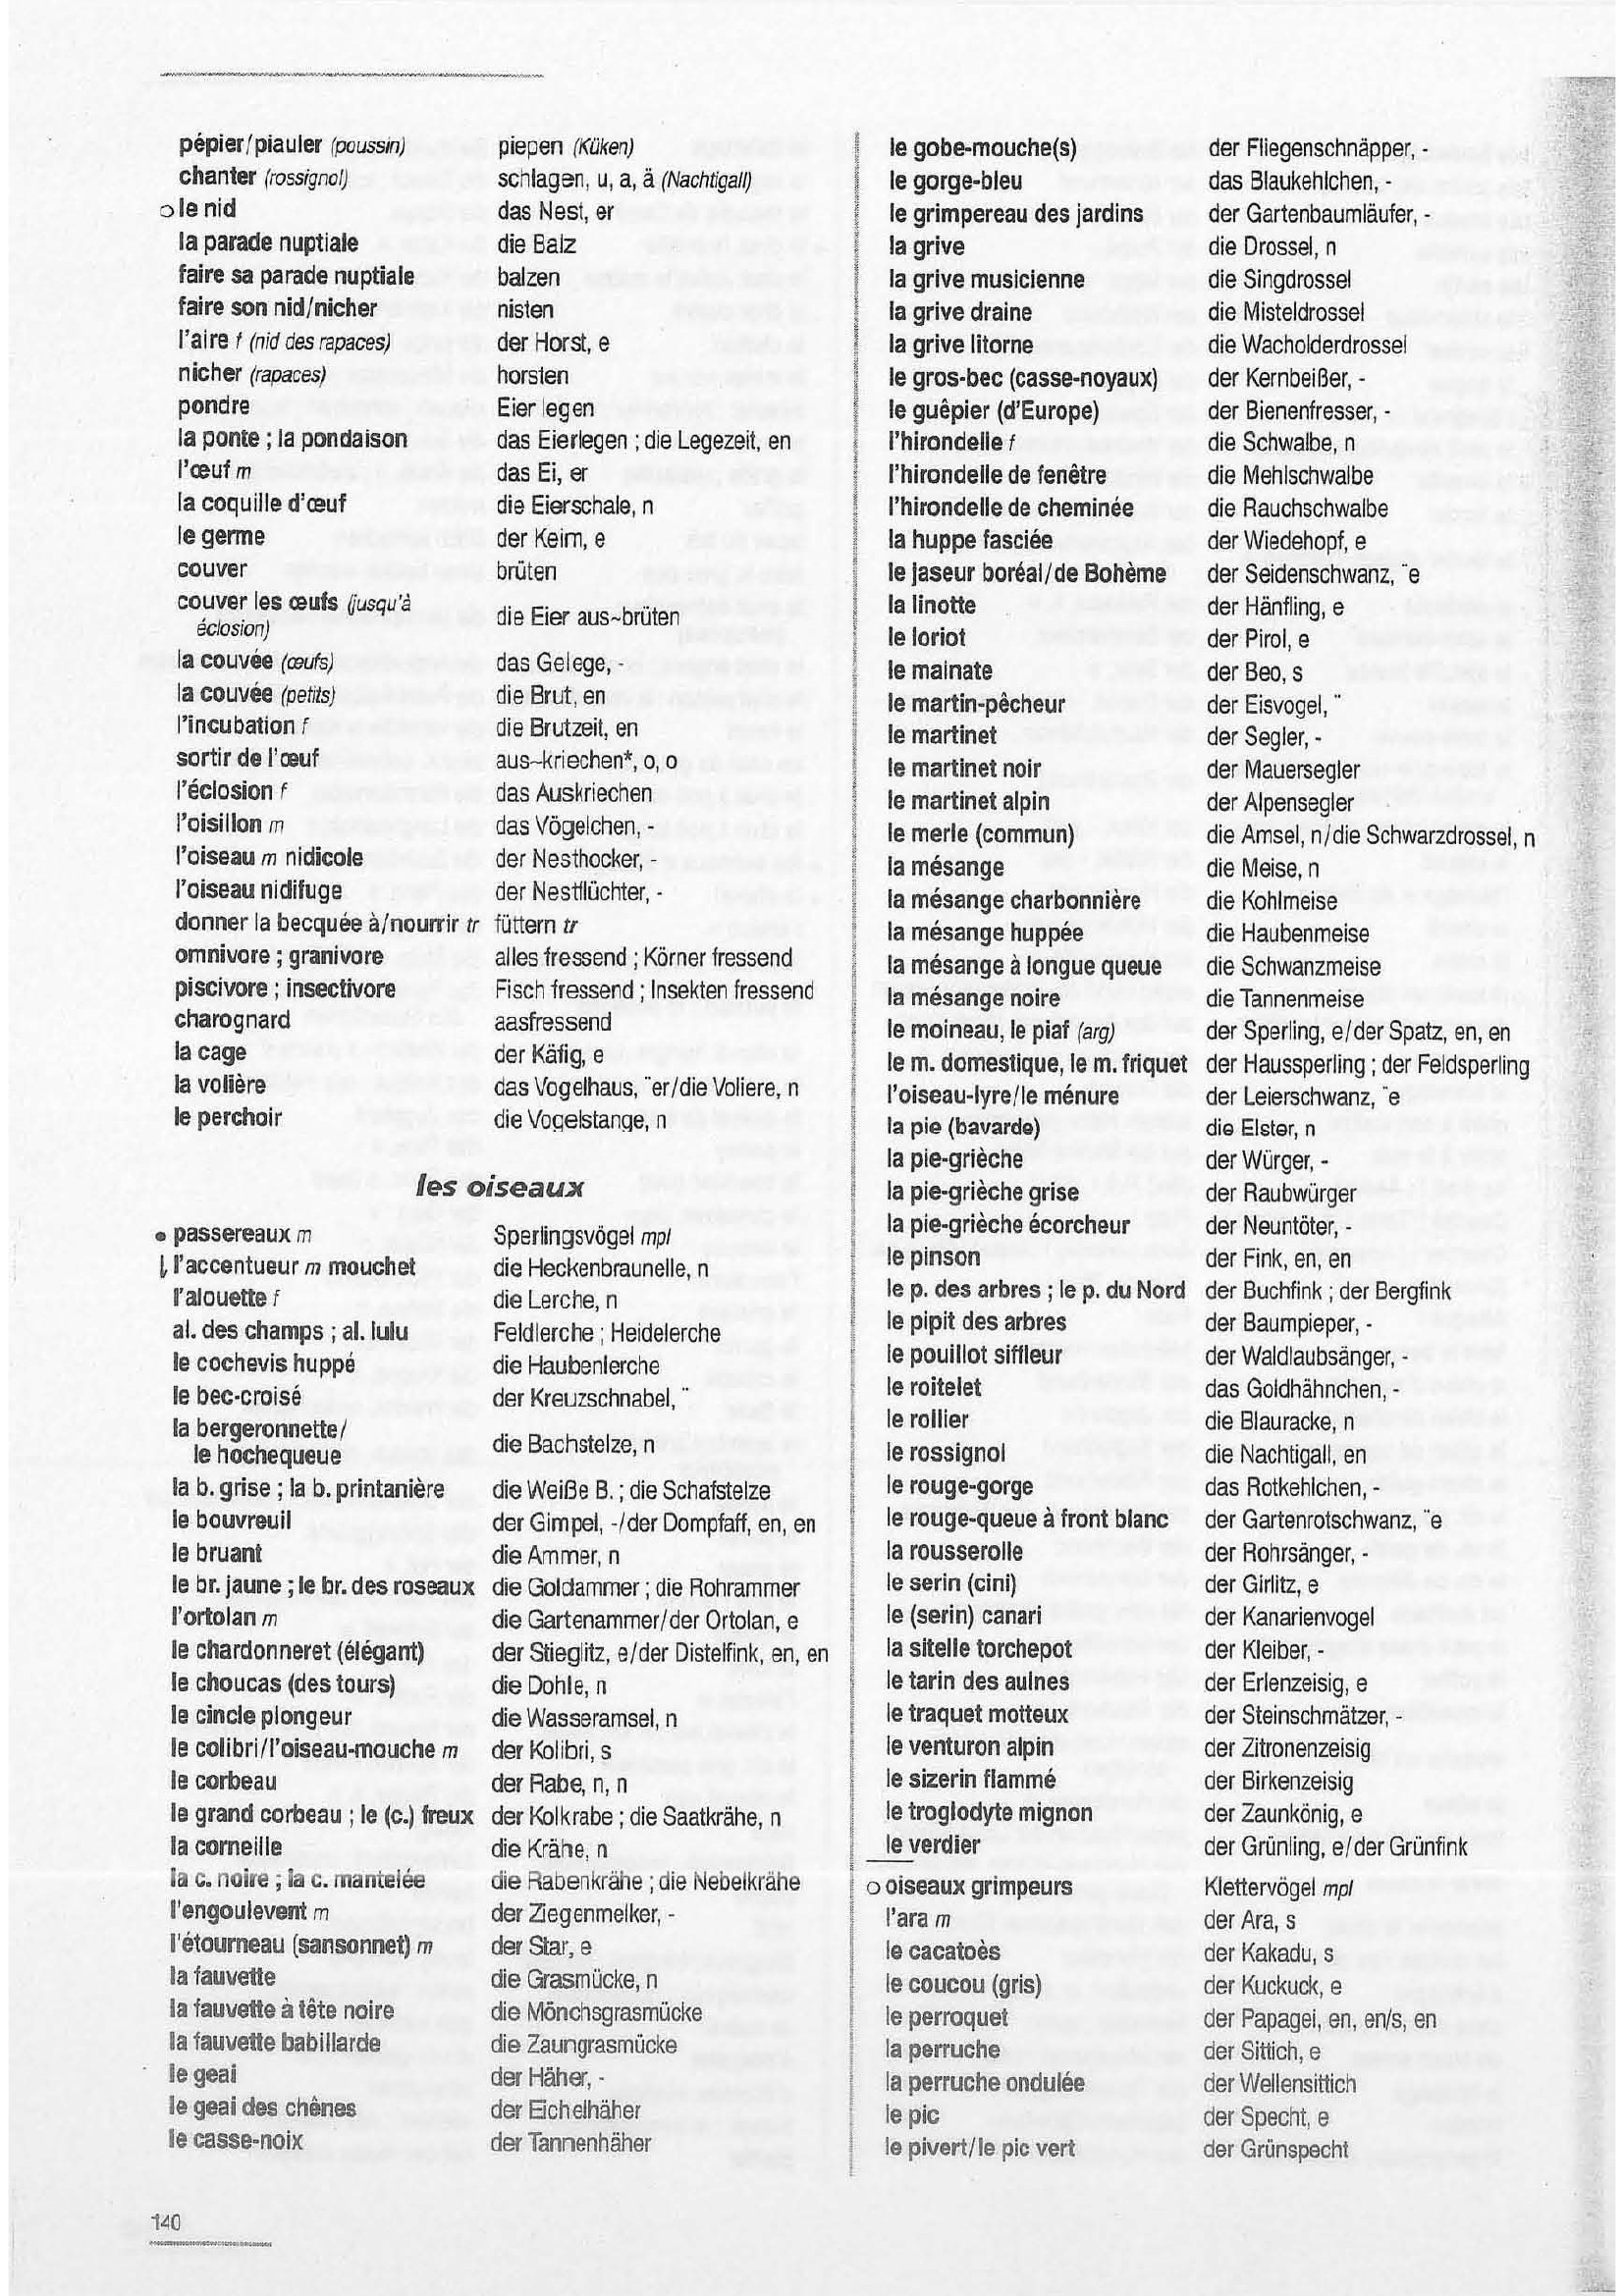 pépier/piauler (poussin) piepen (Küken)
chanter (rossignol) schlagen, u, a, ä (Nachtigall)
le nid das Nest, er
la parade nuptiale die Balz
faire sa parade nuptiale balzen
faire son nid/nicher nisten
l'aire f (nid des rapaces) der Horst, e
nicher (rapaces) horsten
pondre Eier legen
la ponte ; la pondaison das Eierlegen ; die Legezeit, en
l'œuf m das Ei, er
la coquille d'œuf die Eierschale, n
le germe der Keim, e
couver brüten
couver les œufs (jusqu'à
éclosion) die Eier aus~brüten
la couvée (œufs) das Gelege, -
la couvée (petits) die Brut, en
l'incubation f die Brutzeit, en
sortir de l'œuf aus~kriechen*, o, o
l'éclosion f das Auskriechen
l'oisillon m das Vögelchen, -
l'oiseau m nidicole der Nesthocker, -
l'oiseau nidifuge der Nestflüchter, -
donner la becquée à/nourrir tr füttern tr
omnivore ; granivore alles fressend ; Körner fressend
piscivore ; insectivore Fisch fressend ; Insekten fressend
charognard aasfressend
la cage der Käfig, e
la volière das Vogelhaus, ¨er/die Voliere, n
le perchoir die Vogelstange, n
les oiseaux
• passereaux m Sperlingsvögel mpl
l'accentueur m mouchet die Heckenbraunelle, n
l'alouette f die Lerche, n
al. des champs ; al. lulu Feldlerche ; Heidelerche
le cochevis huppé die Haubenlerche
le bec-croisé der Kreuzschnabel, ¨
la bergeronnette/
le hochequeue die Bachstelze, n
la b. grise ; la b. printanière die Weiße B. ; die Schafstelze
le bouvreuil der Gimpel, -/der Dompfaff, en, en
le bruant die Ammer, n
le br. jaune ; le br. des roseaux die Goldammer ; die Rohrammer
l'ortolan m die Gartenammer/der Ortolan, e
le chardonneret (élégant) der Stieglitz, e/der Distelfink, en, en
le choucas (des tours) die Dohle, n
le cincle plongeur die Wasseramsel, n
le colibri/l'oiseau-mouche m der Kolibri, s
le corbeau der Rabe, n, n
le grand corbeau ; le (c.) freux der Kolkrabe ; die Saatkrähe, n
la corneille die Krähe, n
la c. noire ; la c. mantelée die Rabenkrähe ; die Nebelkrähe
l'engoulevent m der Ziegenmelker, -
l'étourneau (sansonnet) m der Star, e
la fauvette die Grasmücke, n
la fauvette à tête noire die Mönchsgrasmücke
la fauvette babillarde die Zaungrasmücke
le geai der Häher, -
le geai des chênes der Eichelhäher
le casse-noix der Tannenhäher
140
le gobe-mouche(s) der Fliegenschnäpper, -
le gorge-bleu das Blaukehlchen, -
le grimpereau des jardins der Gartenbaumläufer, -
la grive die Drossel, n
la grive musicienne die Singdrossel
la grive draine die Misteldrossel
la grive litorne die Wacholderdrossel
le gros-bec (casse-noyaux) der Kernbeißer, -
le guêpier (d'Europe) der Bienenfresser, -
l'hirondelle f die Schwalbe, n
l'hirondelle de fenêtre die Mehlschwalbe
l'hirondelle de cheminée die Rauchschwalbe
la huppe fasciée der Wiedehopf, e
le jaseur boréal/de Bohème der Seidenschwanz, ¨e
la linotte der Hänfling, e
le loriot der Pirol, e
le mainate der Beo, s
le martin-pêcheur der Eisvogel, ¨
le martinet der Segler, -
le martinet noir der Mauersegler
le martinet alpin der Alpensegler
le merle (commun) die Amsel, n/die Schwarzdrossel, n
la mésange die Meise, n
la mésange charbonnière die Kohlmeise
la mésange huppée die Haubenmeise
la mésange à longue queue die Schwanzmeise
la mésange noire die Tannenmeise
le moineau, le piaf (arg) der Sperling, e/der Spatz, en, en
le m. domestique, le m. friquet der Haussperling ; der Feldsperling
l'oiseau-lyre/le ménure der Leierschwanz, ¨e
la pie (bavarde) die Elster, n
la pie-grièche der Würger, -
la pie-grièche grise der Raubwürger
la pie-grièche écorcheur der Neuntöter, -
le pinson der Fink, en, en
le p. des arbres ; le p. du Nord der Buchfink ; der Bergfink
le pipit des arbres der Baumpieper, -
le pouillot siffleur der Waldlaubsänger, -
le roitelet das Goldhähnchen, -
le rollier die Blauracke, n
le rossignol die Nachtigall, en
le rouge-gorge das Rotkehlchen, -
le rouge-queue à front blanc der Gartenrotschwanz, ¨e
la rousserolle der Rohrsänger, -
le serin (cini) der Girlitz, e
le (serin) canari der Kanarienvogel
la sitelle torchepot der Kleiber, -
le tarin des aulnes der Erlenzeisig, e
le traquet motteux der Steinschmätzer, -
le venturon alpin der Zitronenzeisig
le sizerin flammé der Birkenzeisig
le troglodyte mignon der Zaunkönig, e
le verdier der Grünling, e/der Grünfink
oiseaux grimpeurs Klettervögel mpl
l'ara m der Ara, s
le cacatoès der Kakadu, s
le coucou (gris) der Kuckuck, e
le perroquet der Papagei, en, en/s, en
la perruche der Sittich, e
la perruche ondulée der Wellensittich
le pic der Specht, e
le pivert/le pic vert der Grünspecht